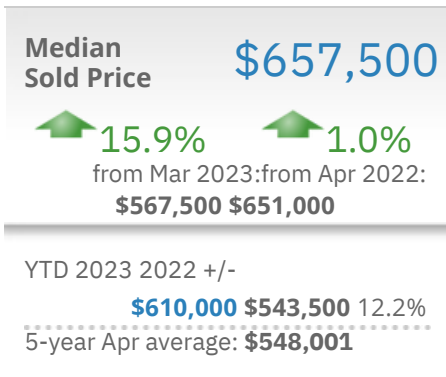 Median
Sold Price
$657,500
15.9%
1.0%
from Mar 2023:from Apr 2022:
$567,500 $651,000
YTD 2023 2022 +/-
$610,000 $543,500 12.2%
5-year Apr average: $548,001